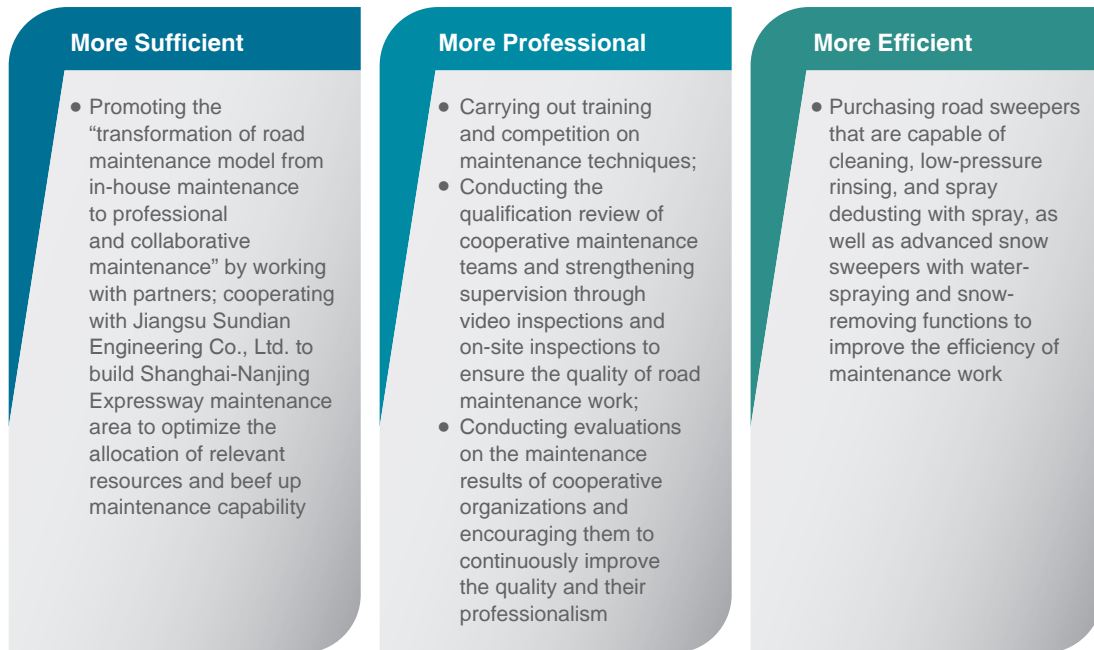 More Sufficient
● Promoting the
“transformation of road
maintenance model from
in-house maintenance
to professional
and collaborative
maintenance” by working
with partners; cooperating
with Jiangsu Sundian
Engineering Co., Ltd. to
build Shanghai-Nanjing
Expressway maintenance
area to optimize the
allocation of relevant
resources and beef up
maintenance capability
More Professional
● Carrying out training
and competition on
maintenance techniques;
● Conducting the
qualification review of
cooperative maintenance
teams and strengthening
supervision through
video inspections and
on-site inspections to
ensure the quality of road
maintenance work;
● Conducting evaluations
on the maintenance
results of cooperative
organizations and
encouraging them to
continuously improve
the quality and their
professionalism
More Efficient
● Purchasing road sweepers
that are capable of
cleaning, low-pressure
rinsing, and spray
dedusting with spray, as
well as advanced snow
sweepers with water-
spraying and snow-
removing functions to
improve the efficiency of
maintenance work